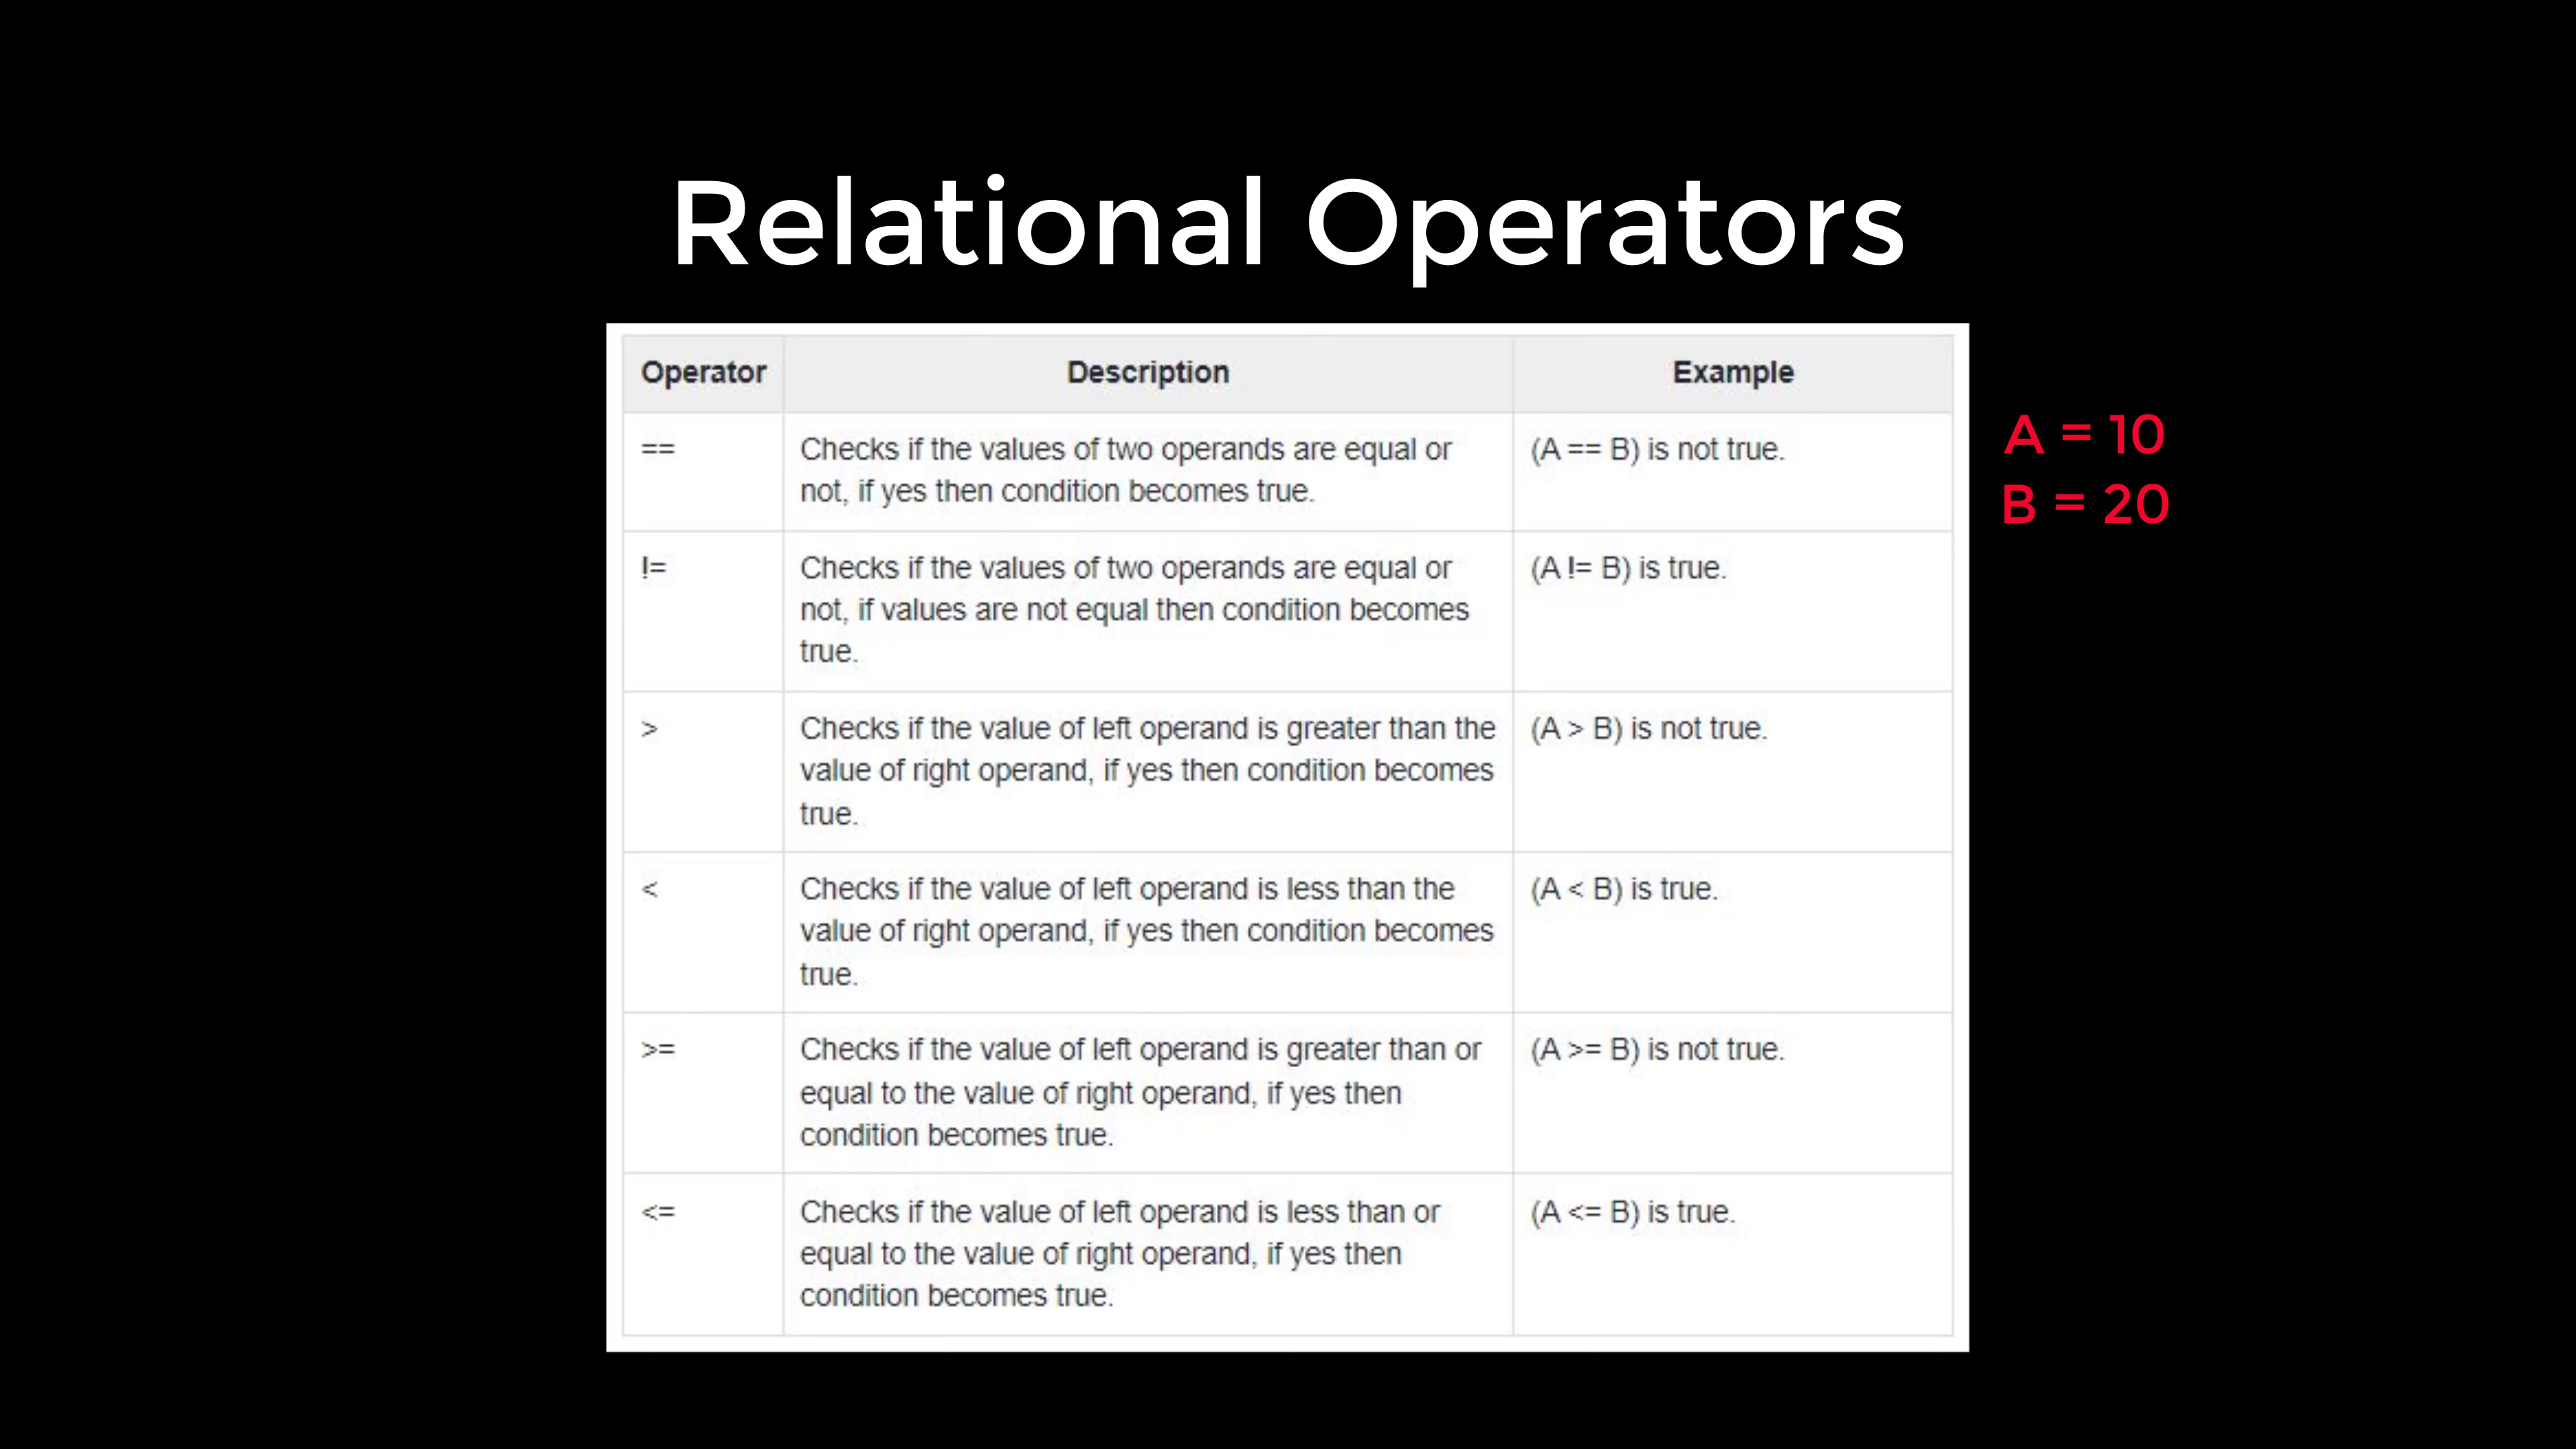 Relational Operators
Operator Description Example
== Checks if the values of two operands are equal or (A == B) is not true.
not, if yes then condition becomes true.
!= Checks if the values of two operands are equal or (A != B) is true.
not, if values are not equal then condition becomes
true.
> Checks if the value of left operand is greater than the (A > B) is not true.
value of right operand, if yes then condition becomes
true.
< Checks if the value of left operand is less than the (A < B) is true.
value of right operand, if yes then condition becomes
true.
>= Checks if the value of left operand is greater than or (A >= B) is not true.
equal to the value of right operand, if yes then
condition becomes true.
<= Checks if the value of left operand is less than or (A <= B) is true.
equal to the value of right operand, if yes then
condition becomes true.
A = 10
B = 20